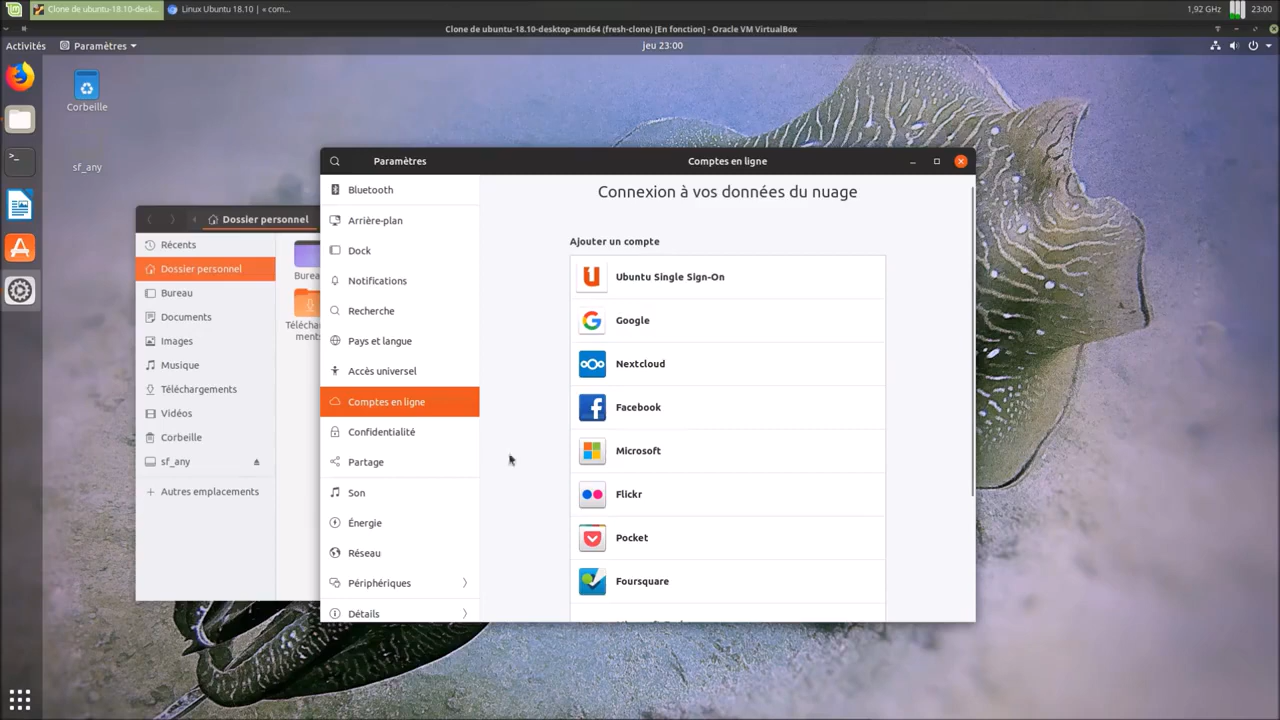 Clone de ubuntu-18.10-desk...
Linux Ubuntu 18.10 | « com...
1,92 GHz
23:00
Clone de ubuntu-18.10-desktop-amd64 (fresh-clone) [En fonction] - Oracle VM VirtualBox
Activités
Paramètres
jeu 23:00
Corbeille
sf_any
Paramètres
Comptes en ligne
Dossier personnel
Récents
Dossier personnel
Bureau
Documents
Images
Musique
Téléchargements
Vidéos
Corbeille
sf_any
Autres emplacements
Burea
Téléchar
ments
Bluetooth
Arrière-plan
Dock
Notifications
Recherche
Pays et langue
Accès universel
Comptes en ligne
Confidentialité
Partage
Son
Énergie
Réseau
Périphériques
Détails
Connexion à vos données du nuage
Ajouter un compte
Ubuntu Single Sign-On
Google
Nextcloud
Facebook
Microsoft
Flickr
Pocket
Foursquare